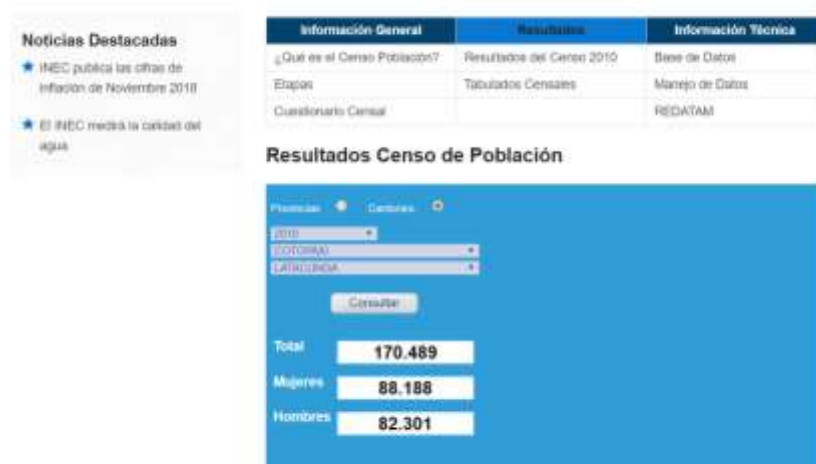 Noticias Destacadas
INEC publica las cifras de
inflación de Noviembre 2018
El INEC medirá la calidad del
agua
Información General Resultados Información Técnica
¿Qué es el Censo Población? Resultados del Censo 2010 Base de Datos
Etapas Tabulados Censales Manejo de Datos
Cuestionario Censal REDATAM
Resultados Censo de Población
Provincias Cantones
2010
COTOPAXI
LATACUNGA
Consultar
Total 170.489
Mujeres 88.188
Hombres 82.301